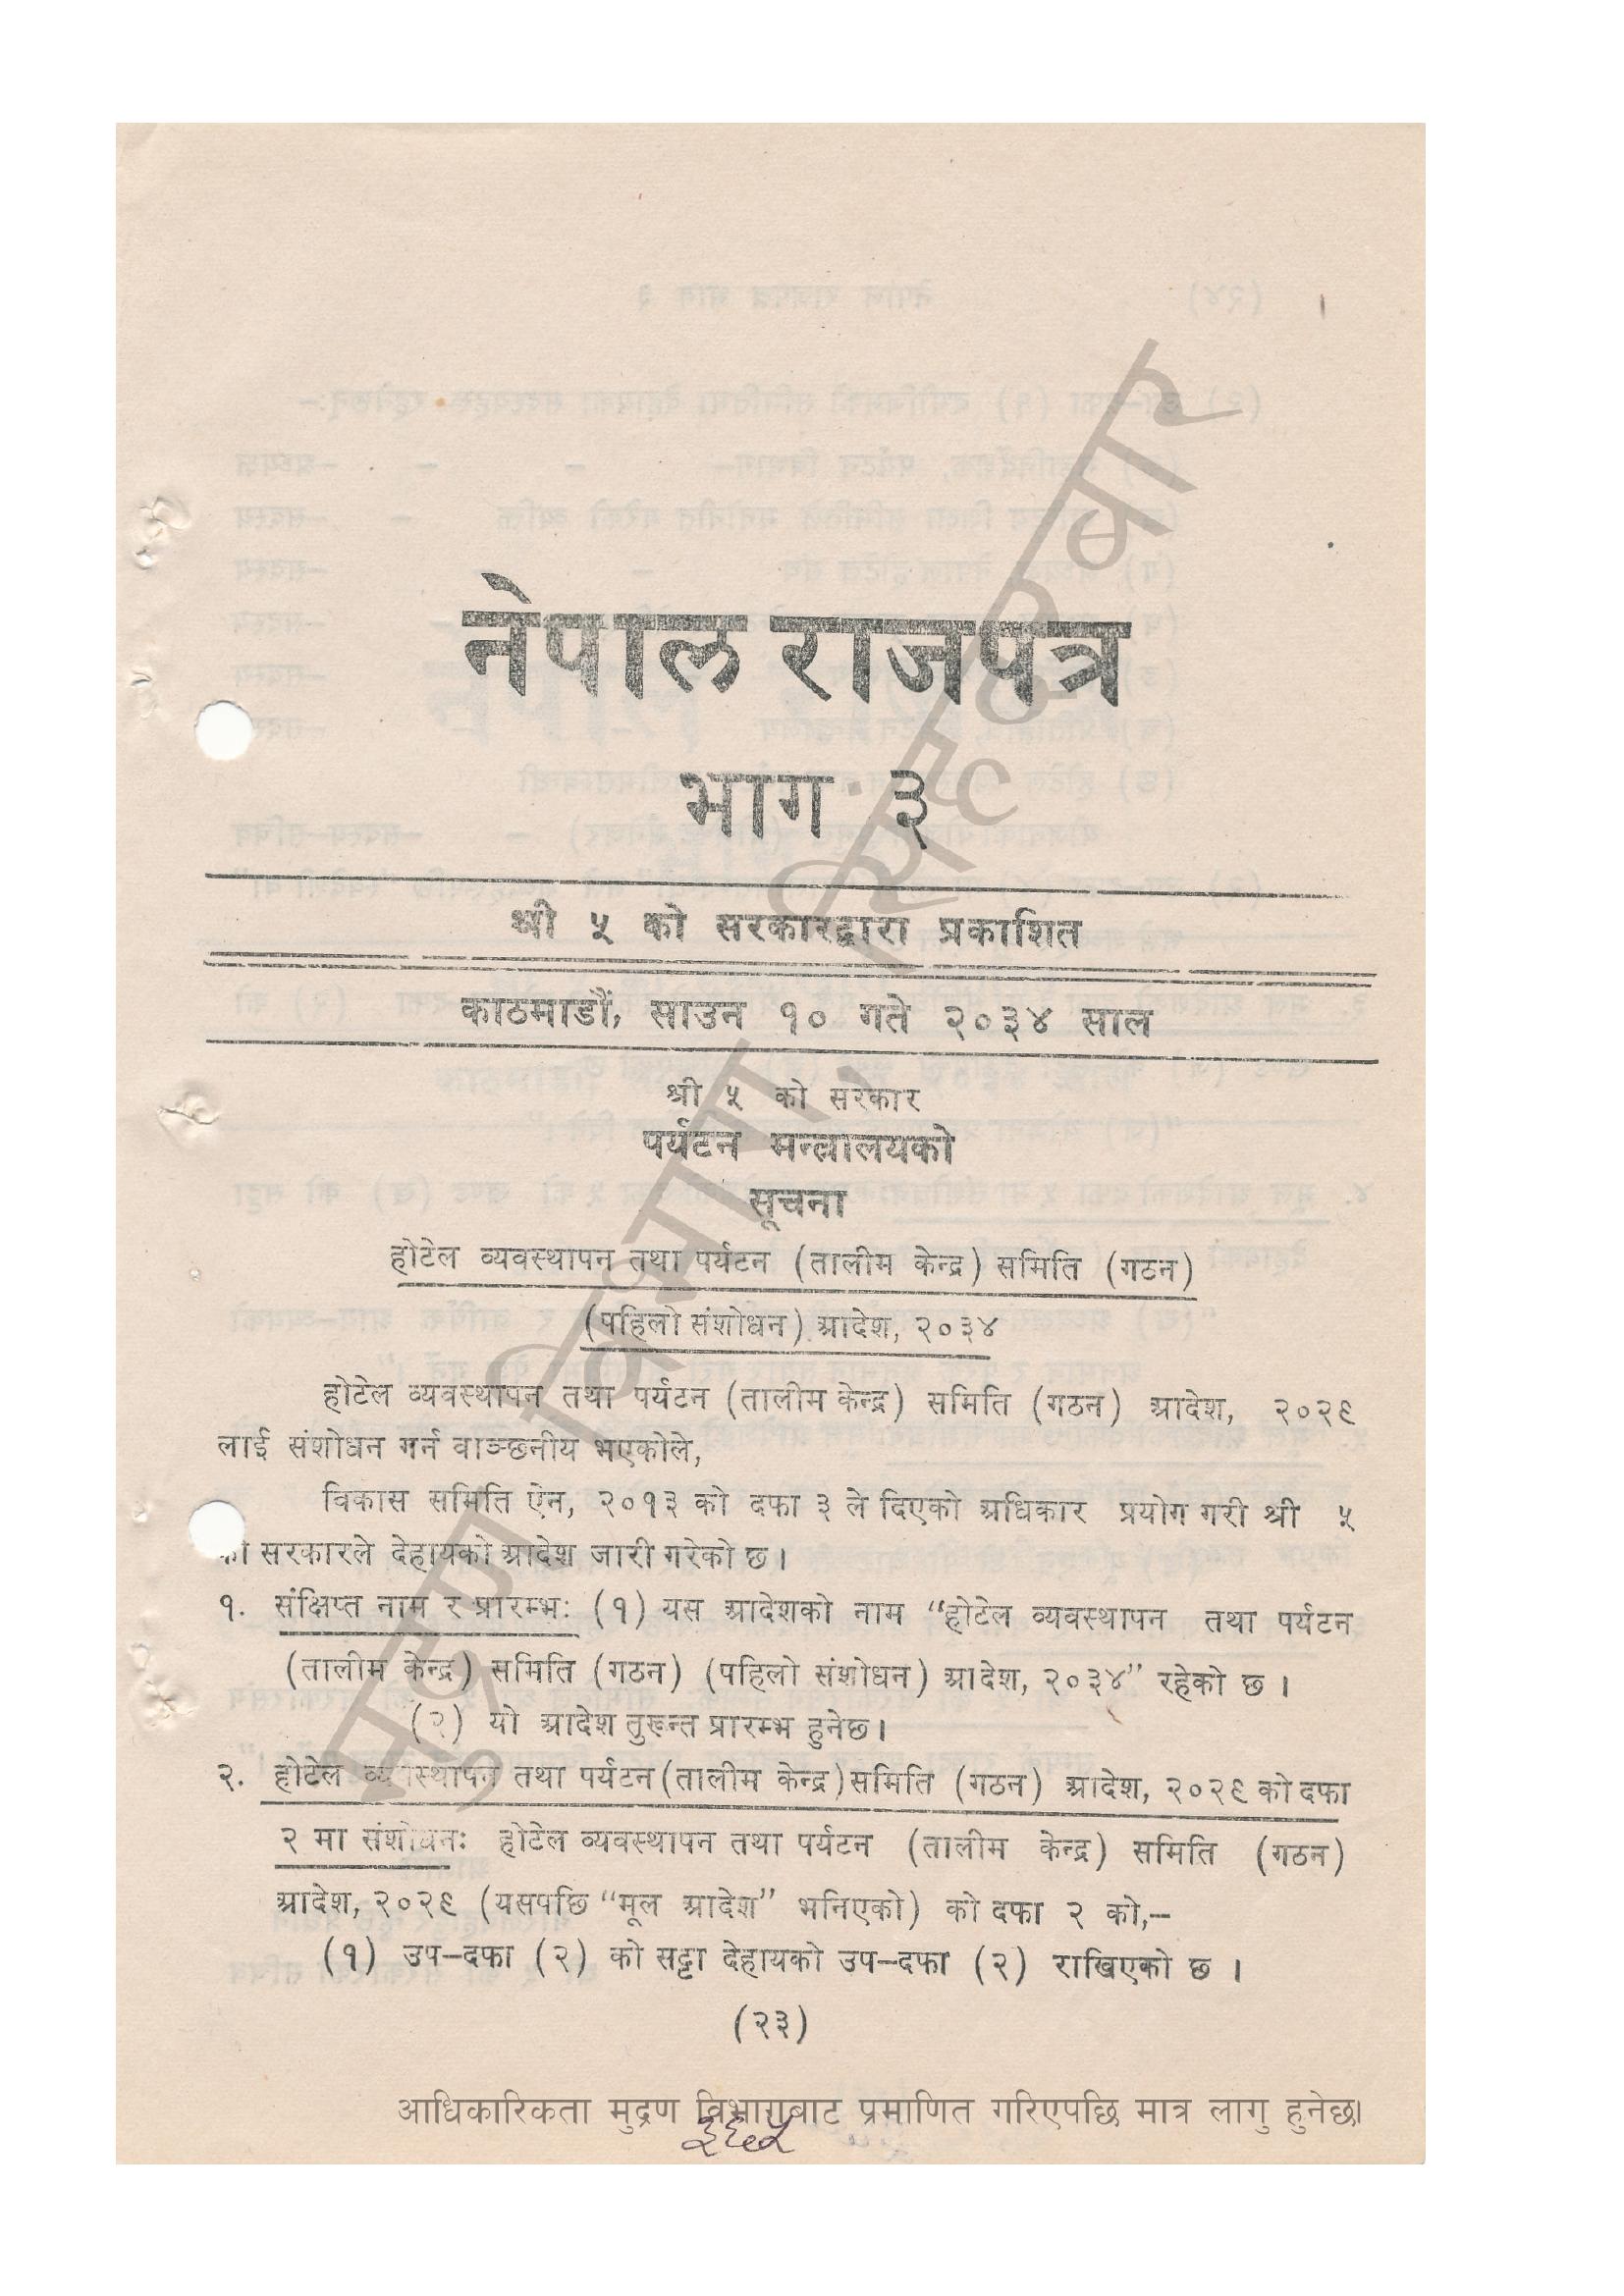 नेपाल राजपत्र
भाग ३
श्री ५ को सरकारद्वारा प्रकाशित
काठमाडौं, साउन १० गते २०३४ साल
श्री ५ को सरकार
पर्यटन मन्त्रालयको
सूचना
होटेल व्यवस्थापन तथा पर्यटन (तालीम केन्द्र) समिति (गठन)
(पहिलो संशोधन) आदेश, २०३४
होटेल व्यवस्थापन तथा पर्यटन (तालीम केन्द्र) समिति (गठन) आदेश, २०२९
लाई संशोधन गर्न वाञ्छनीय भएकोले,
विकास समिति ऐन, २०१३ को दफा ३ ले दिएको अधिकार प्रयोग गरी श्री ५
को सरकारले देहायको आदेश जारी गरेको छ।
१. संक्षिप्त नाम र प्रारम्भः (१) यस आदेशको नाम “होटेल व्यवस्थापन तथा पर्यटन
(तालीम केन्द्र) समिति (गठन) (पहिलो संशोधन) आदेश, २०३४” रहेको छ।
(२) यो आदेश तुरून्त प्रारम्भ हुनेछ।
२. होटेल व्यवस्थापन तथा पर्यटन (तालीम केन्द्र) समिति (गठन) आदेश, २०२९ को दफा
२ मा संशोधनः होटेल व्यवस्थापन तथा पर्यटन (तालीम केन्द्र) समिति (गठन)
आदेश, २०२९ (यसपछि “मूल आदेश” भनिएको) को दफा २ को,–
(१) उप–दफा (२) को सट्टा देहायको उप–दफा (२) राखिएको छ।
(२३)
आधिकारिकता मुद्रण विभागबाट प्रमाणित गरिएपछि मात्र लागु हुनेछ।
मुद्रण विभाग, सिंहदरबार